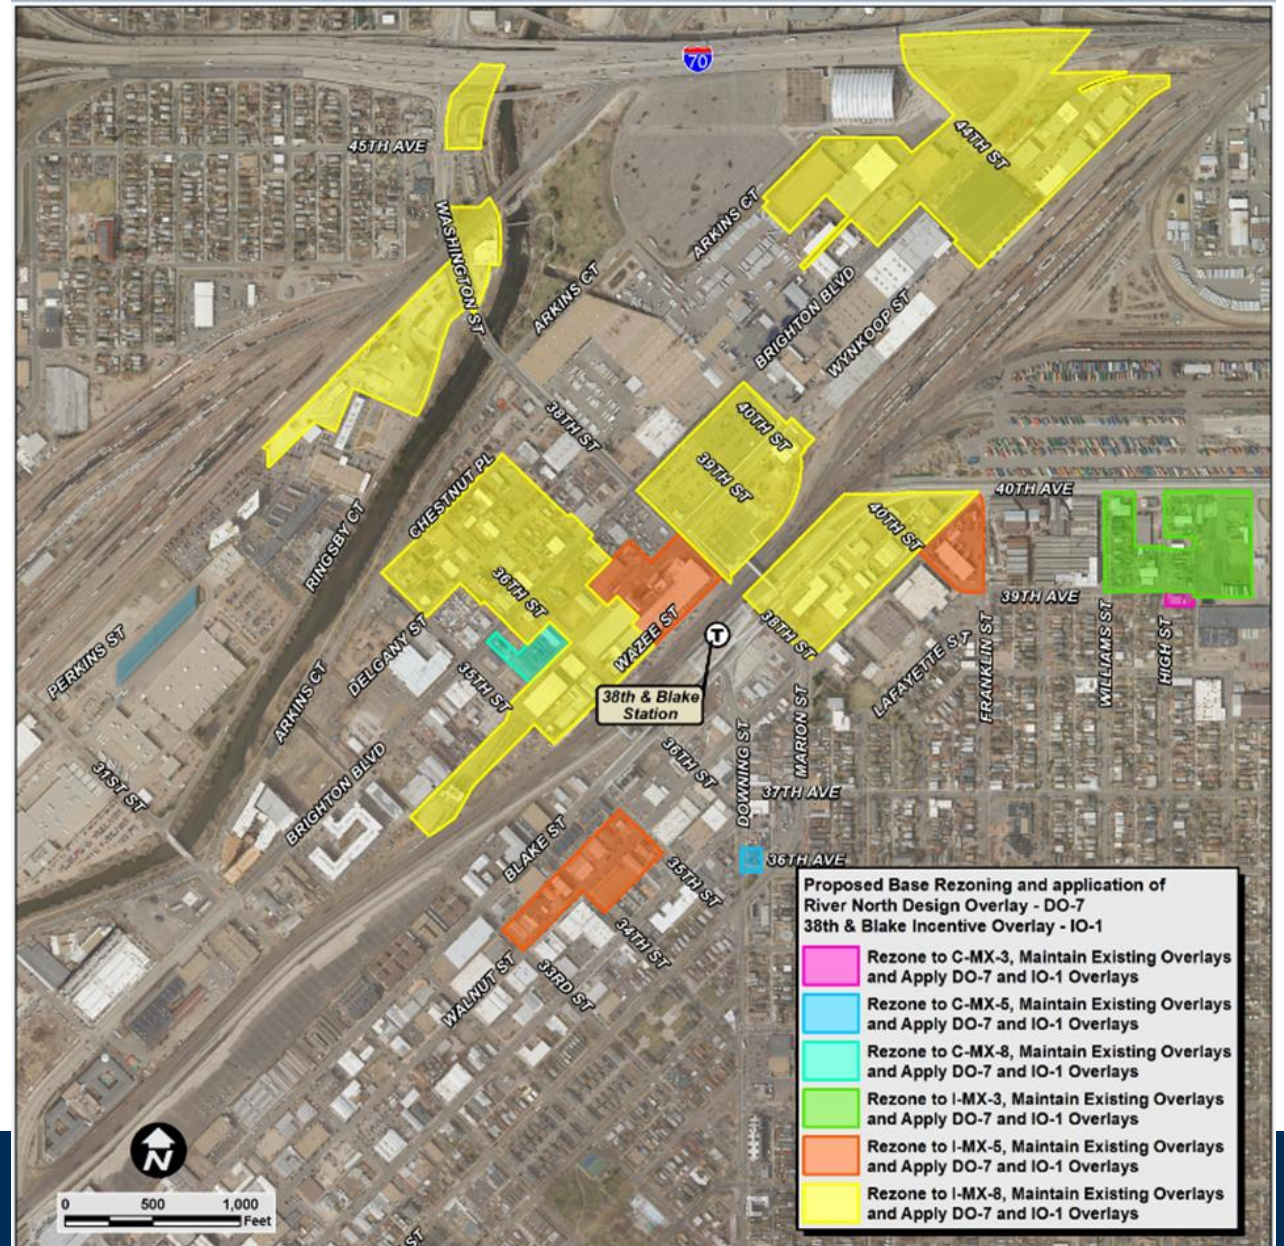 70
44TH ST
45TH AVE
WASHINGTON ST
ARKINS CT
ARKINS CT
BRIGHTON BLVD
WYNKOOP ST
38TH ST
40TH ST
39TH ST
CHESTNUT PL
40TH AVE
40TH ST
RINGSBY CT
36TH ST
39TH AVE
38TH ST
WAZEE ST
T
PERKINS ST
DELGANY ST
LAFAYETTE ST
FRANKLIN ST
WILLIAMS ST
HIGH ST
35TH ST
ARKINS CT
38th & Blake
Station
MARION ST
DOWNING ST
36TH ST
31ST ST
BRIGHTON BLVD
37TH AVE
BLAKE ST
36TH AVE
35TH ST
34TH ST
33RD ST
WALNUT ST
Proposed Base Rezoning and application of
River North Design Overlay - DO-7
38th & Blake Incentive Overlay - IO-1
Rezone to C-MX-3, Maintain Existing Overlays
and Apply DO-7 and IO-1 Overlays
Rezone to C-MX-5, Maintain Existing Overlays
and Apply DO-7 and IO-1 Overlays
Rezone to C-MX-8, Maintain Existing Overlays
and Apply DO-7 and IO-1 Overlays
Rezone to I-MX-3, Maintain Existing Overlays
and Apply DO-7 and IO-1 Overlays
Rezone to I-MX-5, Maintain Existing Overlays
and Apply DO-7 and IO-1 Overlays
Rezone to I-MX-8, Maintain Existing Overlays
and Apply DO-7 and IO-1 Overlays
N
0 500 1,000
Feet
ST